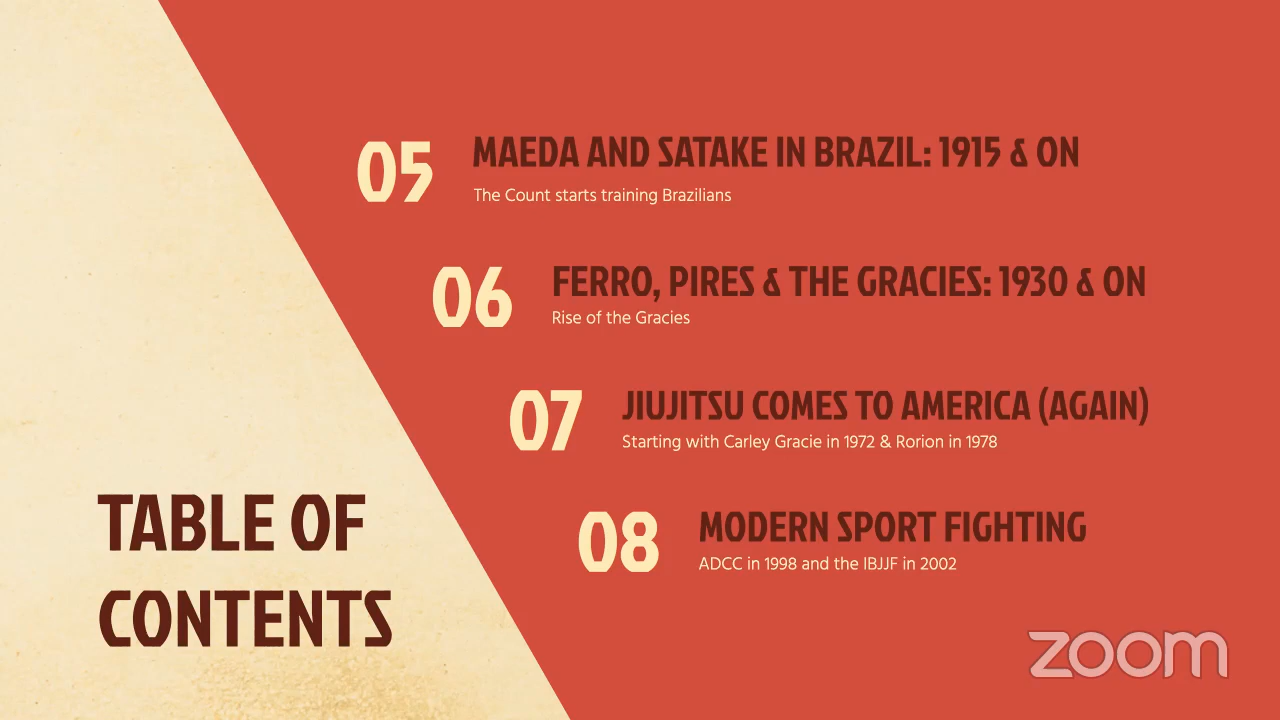 05
MAEDA AND SATAKE IN BRAZIL: 1915 & ON
The Count starts training Brazilians
06
FERRO, PIRES & THE GRACIES: 1930 & ON
Rise of the Gracies
07
JIUJITSU COMES TO AMERICA (AGAIN)
Starting with Carley Gracie in 1972 & Rorion in 1978
08
MODERN SPORT FIGHTING
ADCC in 1998 and the IBJJF in 2002
TABLE OF
CONTENTS
zoom